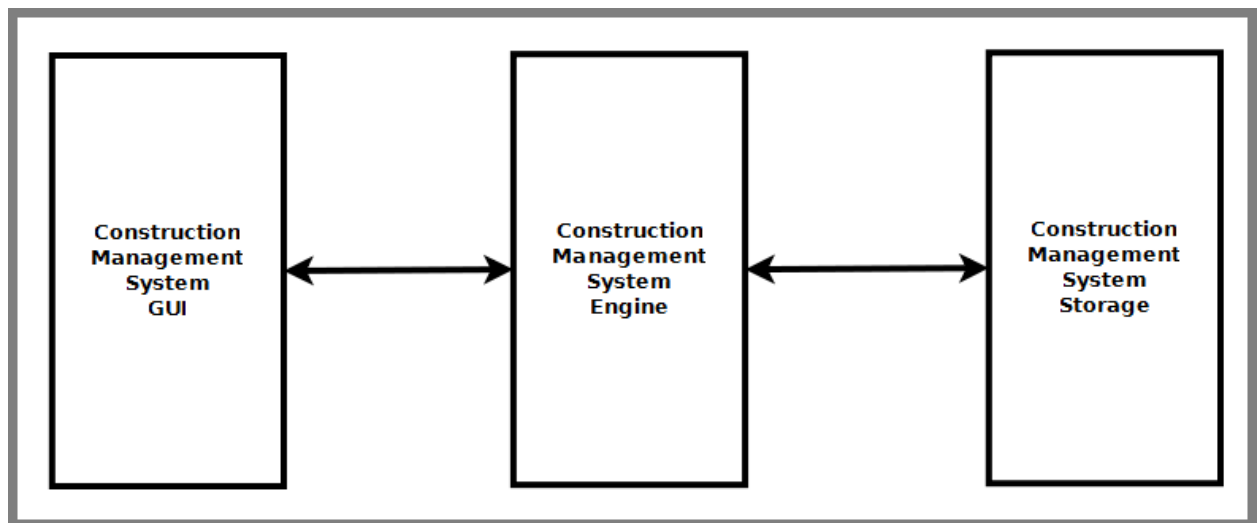 Construction
Management
System
GUI
Construction
Management
System
Engine
Construction
Management
System
Storage